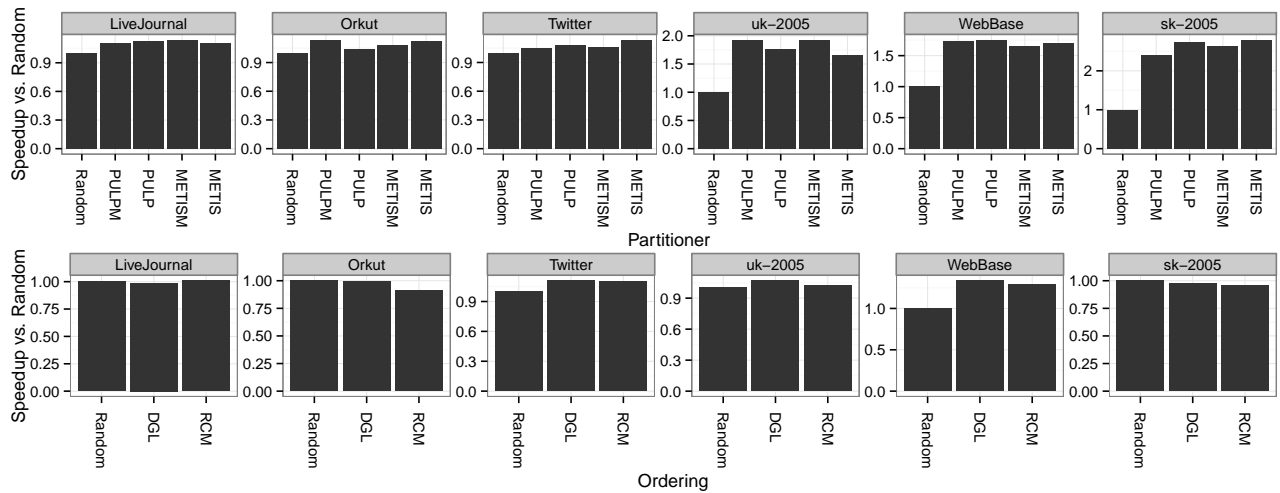 LiveJournal Orkut Twitter uk−2005 WebBase sk−2005
Speedup vs. Random
0.9 0.6 0.3 0.0
0.9 0.6 0.3 0.0
0.9 0.6 0.3 0.0
2.0 1.5 1.0 0.5 0.0
1.5 1.0 0.5 0.0
2 1 0
Random PULPM PULP METISM METIS
Random PULPM PULP METISM METIS
Random PULPM PULP METISM METIS
Random PULPM PULP METISM METIS
Random PULPM PULP METISM METIS
Random PULPM PULP METISM METIS
Partitioner
LiveJournal Orkut Twitter uk−2005 WebBase sk−2005
Speedup vs. Random
1.00 0.75 0.50 0.25 0.00
1.00 0.75 0.50 0.25 0.00
0.9 0.6 0.3 0.0
0.9 0.6 0.3 0.0
1.0 0.5 0.0
1.00 0.75 0.50 0.25 0.00
Random DGL RCM
Random DGL RCM
Random DGL RCM
Random DGL RCM
Random DGL RCM
Random DGL RCM
Ordering